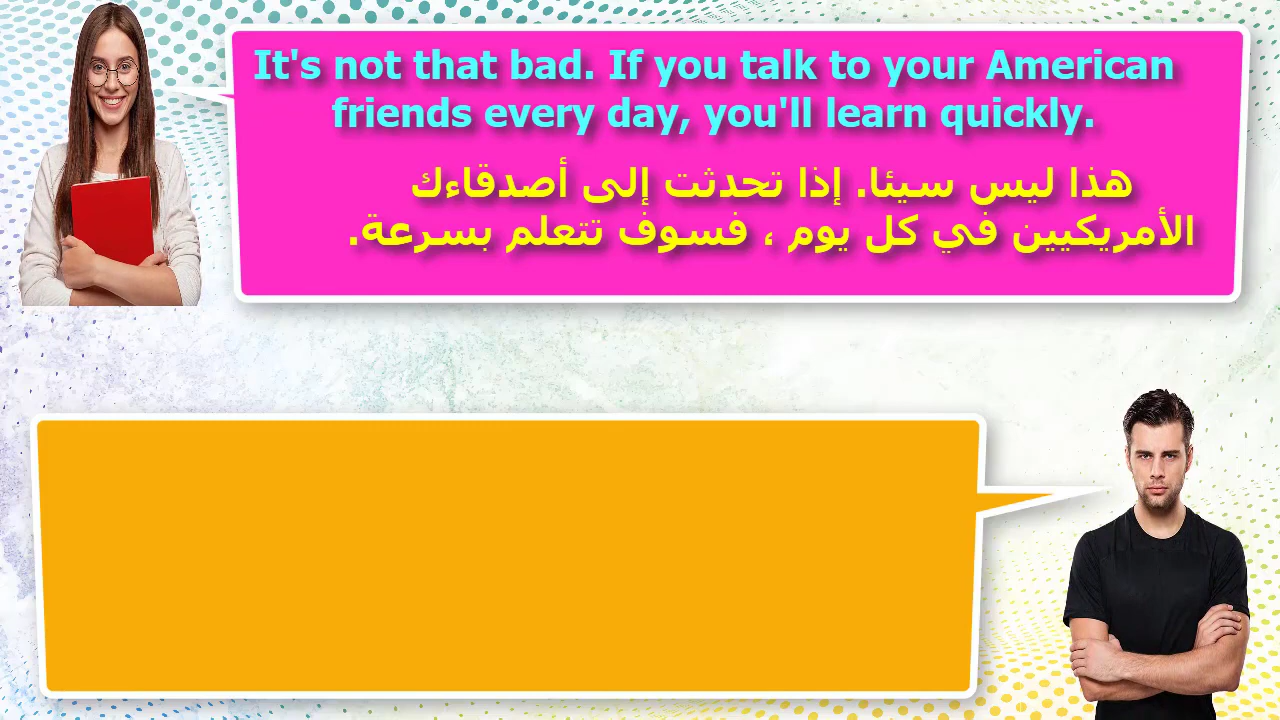 It's not that bad. If you talk to your American
friends every day, you'll learn quickly.
هذا ليس سيئا. إذا تحدثت إلى أصدقاءك
الأمريكيين في كل يوم ، فسوف تتعلم بسرعة.